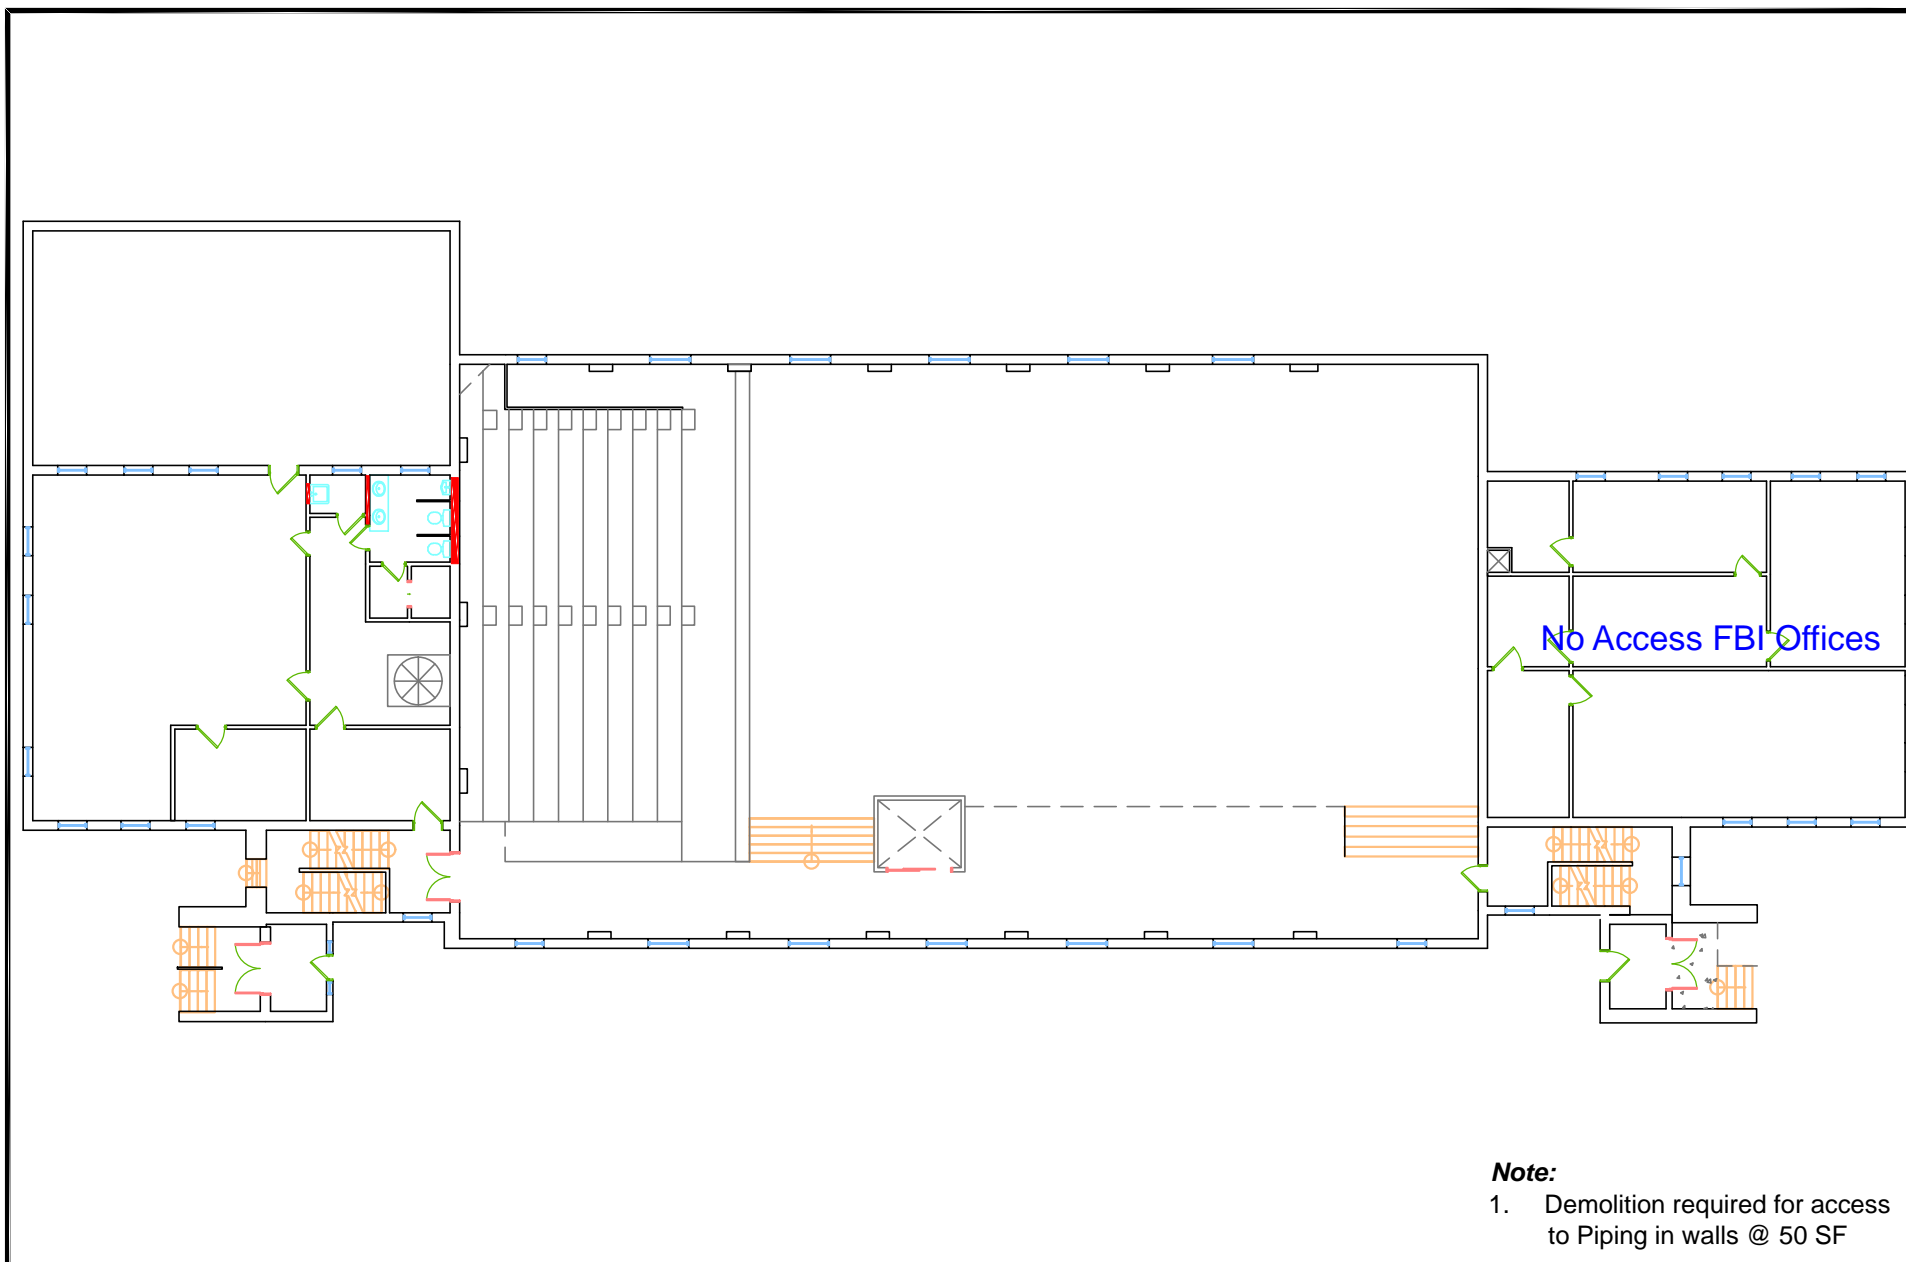 No Access FBI Offices
Note:
1. Demolition required for access
to Piping in walls @ 50 SF